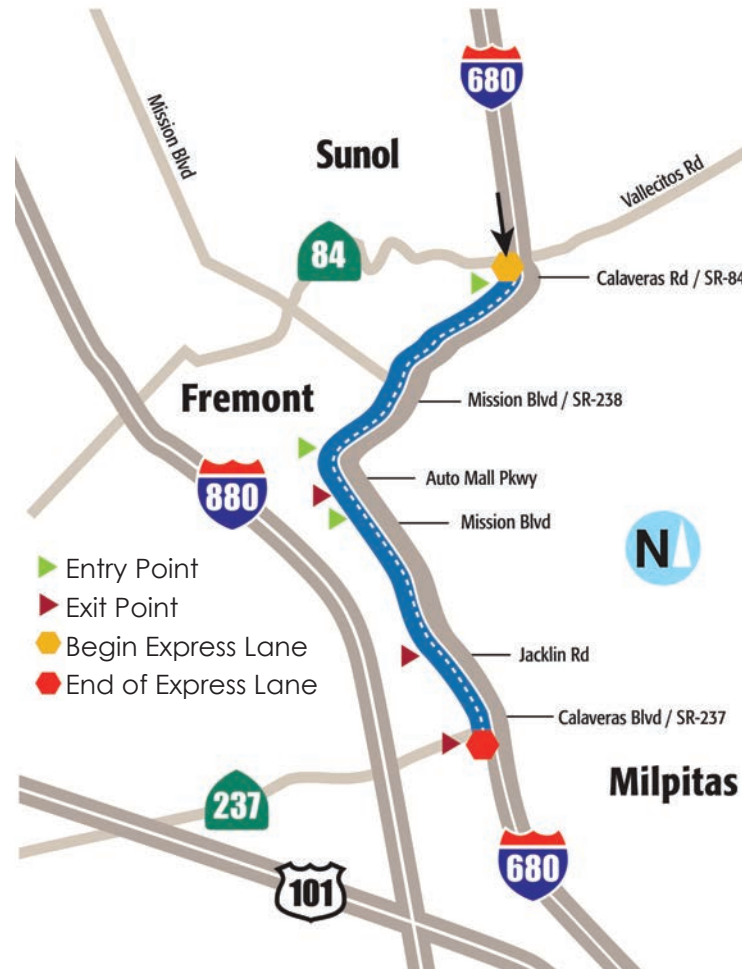 680
Mission Blvd
Sunol
Vallecitos Rd
84
Calaveras Rd / SR-84
Fremont
Mission Blvd / SR-238
880
Auto Mall Pkwy
Mission Blvd
N
Entry Point
Exit Point
Begin Express Lane
End of Express Lane
Jacklin Rd
Calaveras Blvd / SR-237
Milpitas
237
680
101